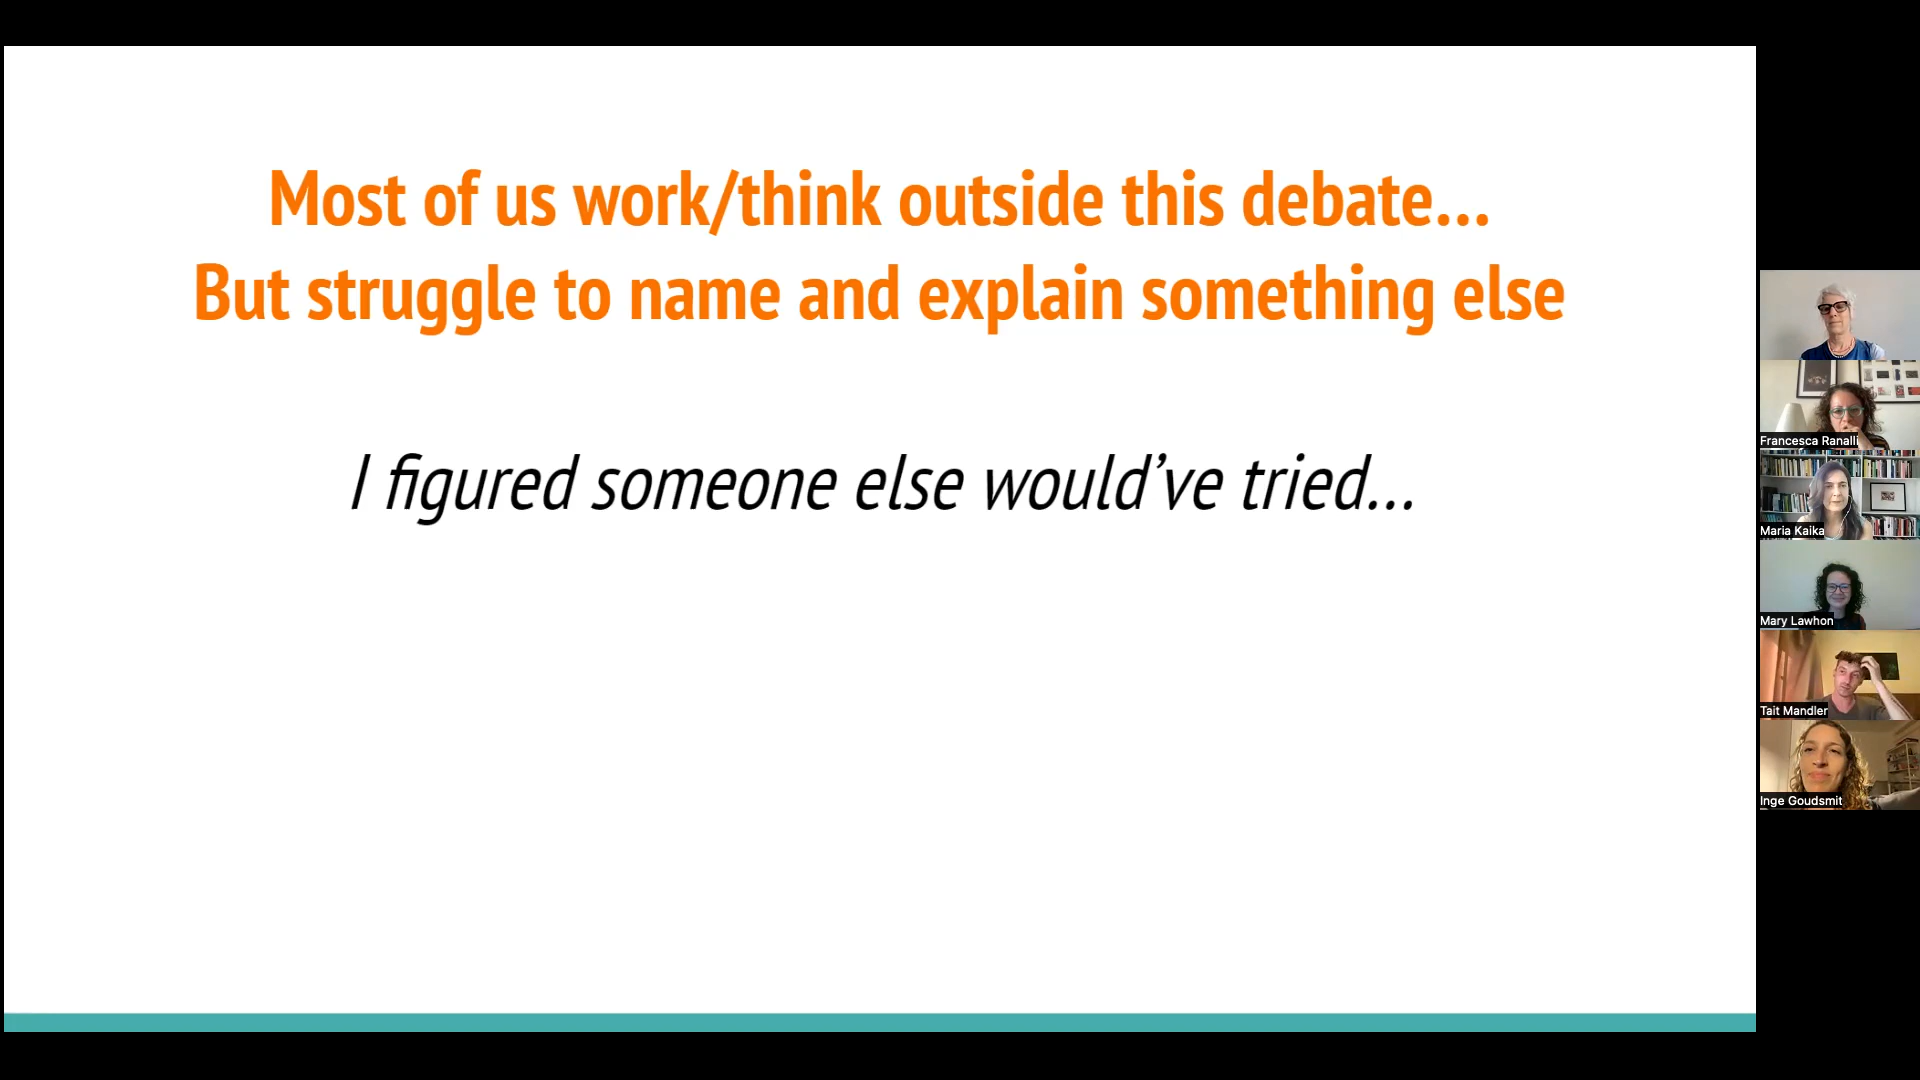 Most of us work/think outside this debate...
But struggle to name and explain something else
I figured someone else would've tried...
Francesca Ranalli
Maria Kaika
Mary Lawhon
Tait Mandler
Inge Goudsmit